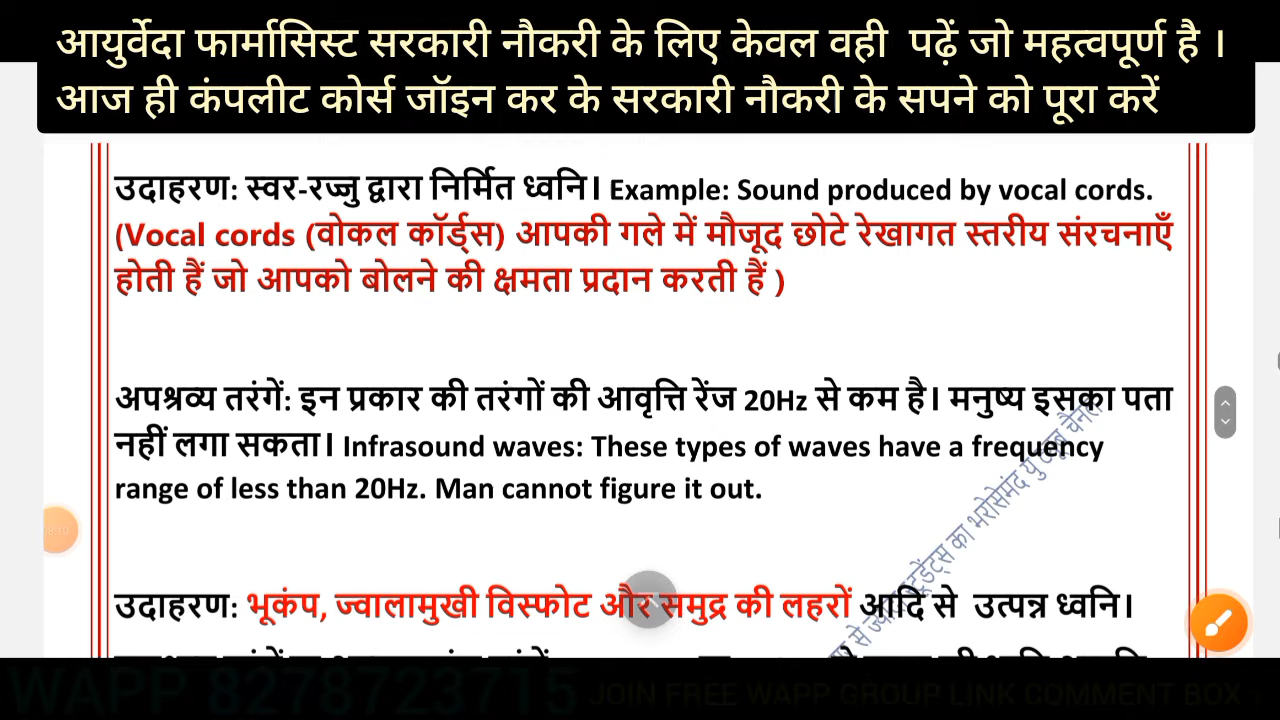 आयुर्वेदा फार्मासिस्ट सरकारी नौकरी के लिए केवल वही पढ़ें जो महत्वपूर्ण है ।
आज ही कंपलीट कोर्स जॉइन कर के सरकारी नौकरी के सपने को पूरा करें
उदाहरण: स्वर-रज्जु द्वारा निर्मित ध्वनि। Example: Sound produced by vocal cords.
(Vocal cords (वोकल कॉर्ड्स) आपकी गले में मौजूद छोटे रेखागत स्तरीय संरचनाएँ
होती हैं जो आपको बोलने की क्षमता प्रदान करती हैं )
अपश्रव्य तरंगें: इन प्रकार की तरंगों की आवृत्ति रेंज 20Hz से कम है। मनुष्य इसका पता
नहीं लगा सकता। Infrasound waves: These types of waves have a frequency
range of less than 20Hz. Man cannot figure it out.
स्टूडेंट्स का भरोसेमंद यु ट्यूब चैनल
उदाहरण: भूकंप, ज्वालामुखी विस्फोट और समुद्र की लहरों आदि से उत्पन्न ध्वनि।
WAPP 8278723715 JOIN FREE WAPP GROUP LINK COMMENT BOX